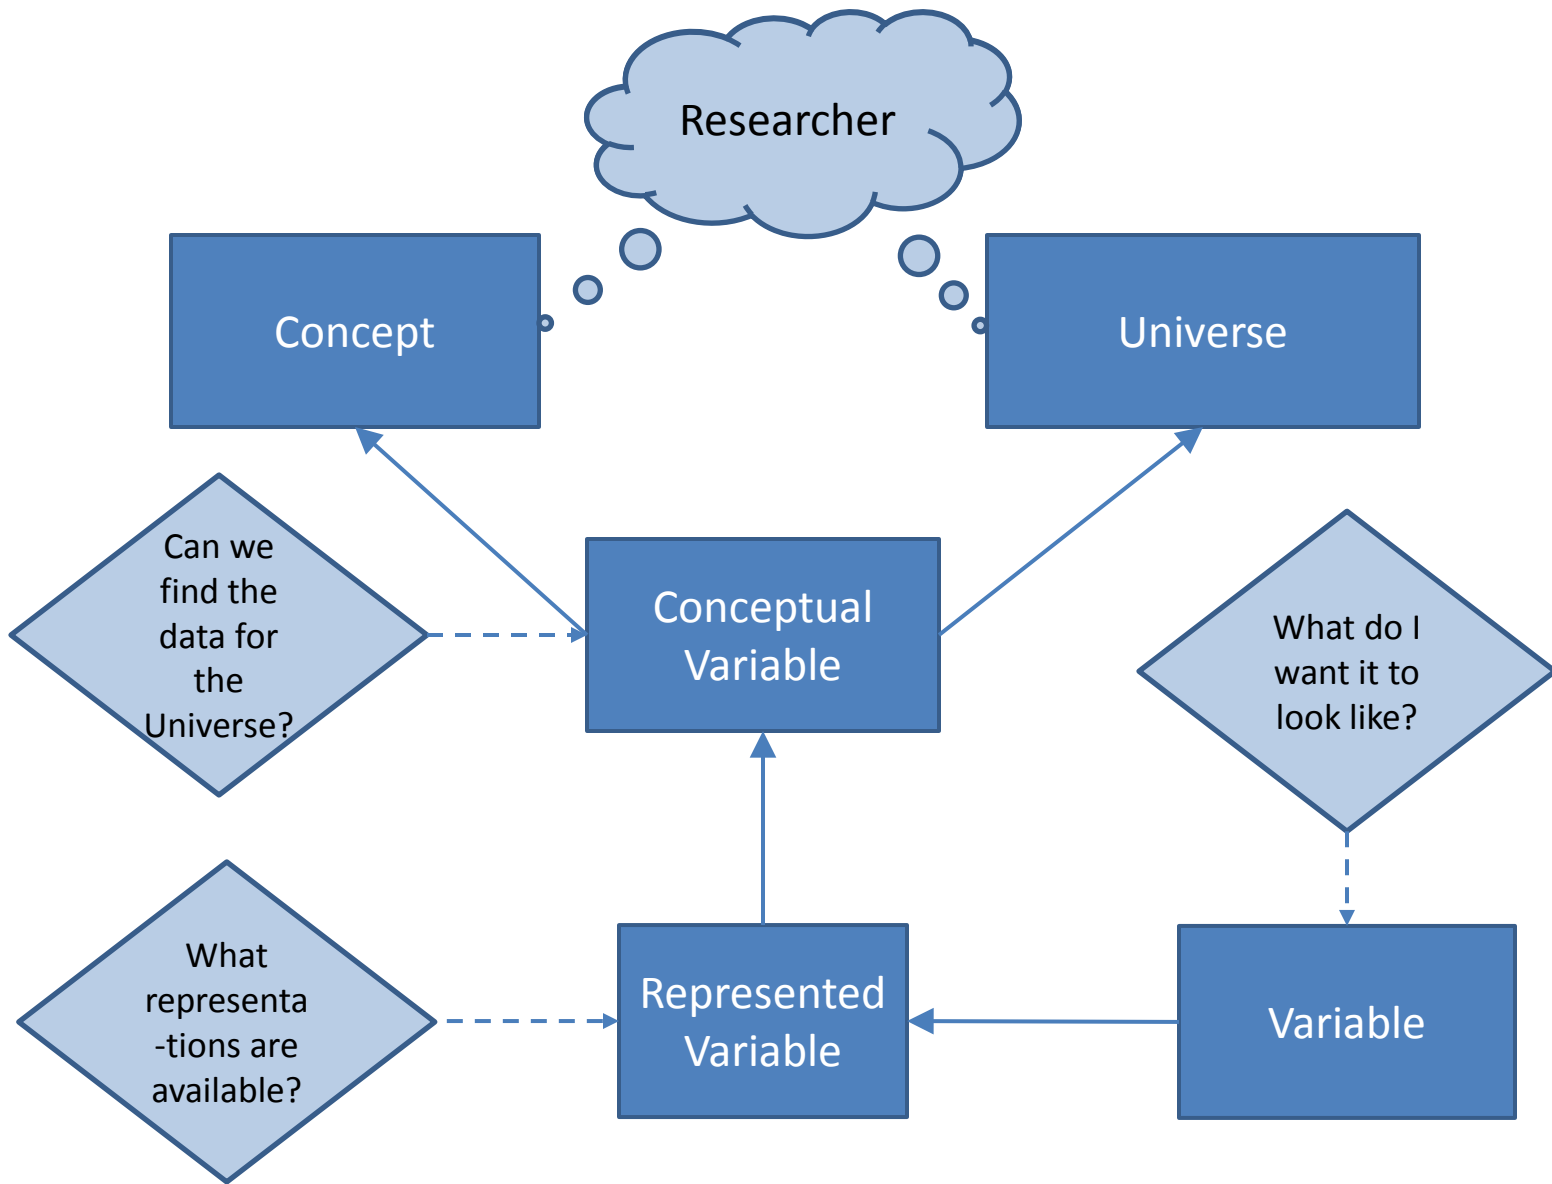 Researcher
Concept
Universe
Can we
find the
data for
the
Universe?
Conceptual
Variable
What do I
want it to
look like?
What
representa
-tions are
available?
Represented
Variable
Variable